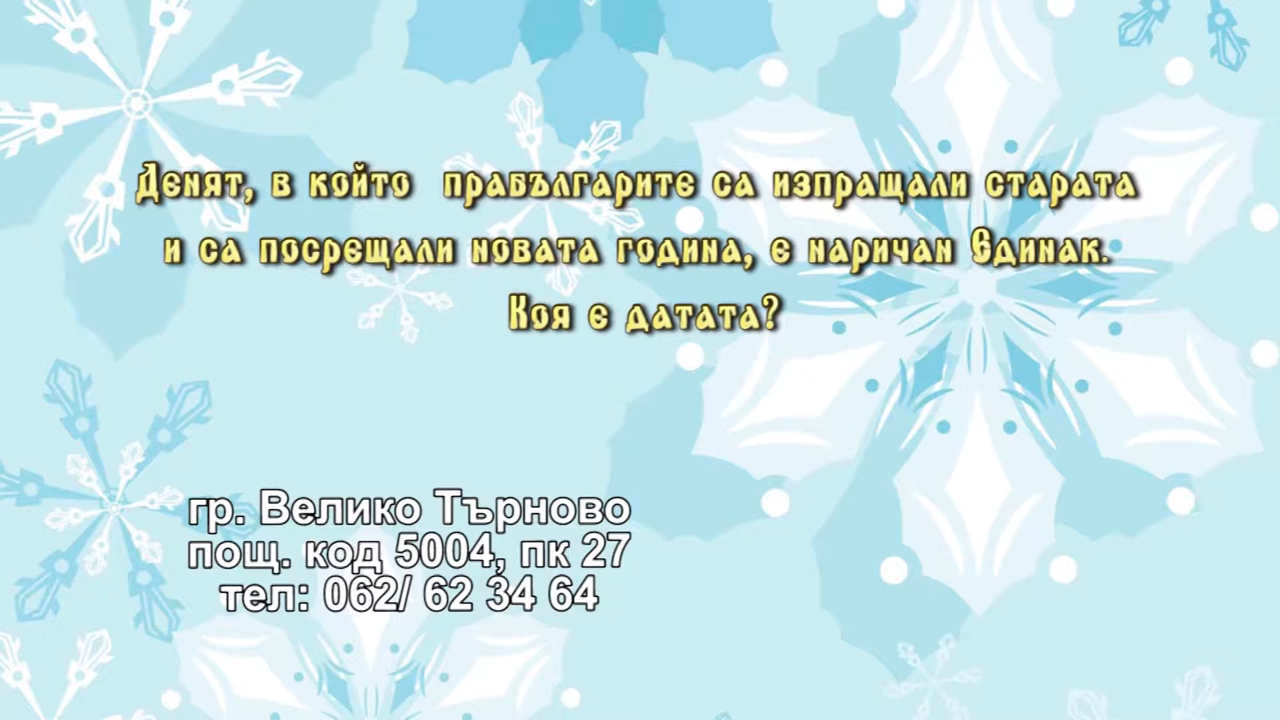 Денят, в който прабългарите са изпращали старата
и са посрещали новата година, е наричан Единак.
Коя е датата?
гр. Велико Търново
пощ. код 5004, пк 27
тел: 062/ 62 34 64